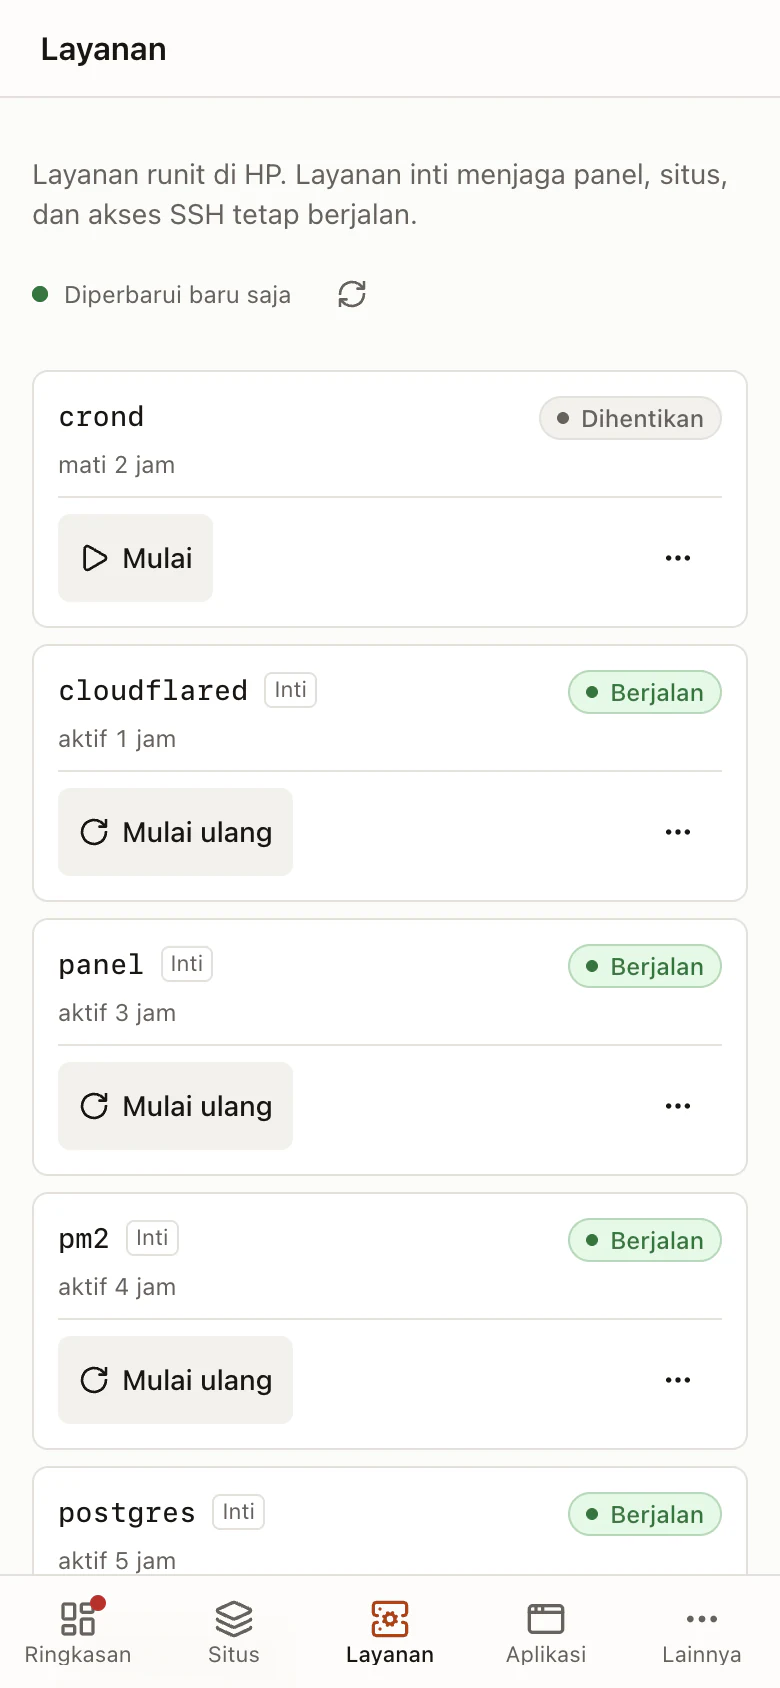 Layanan
Layanan runit di HP. Layanan inti menjaga panel, situs,
dan akses SSH tetap berjalan.
Diperbarui baru saja
crond
Dihentikan
mati 2 jam
Mulai
cloudflared Inti
Berjalan
aktif 1 jam
Mulai ulang
panel Inti
Berjalan
aktif 3 jam
Mulai ulang
pm2 Inti
Berjalan
aktif 4 jam
Mulai ulang
postgres Inti
Berjalan
aktif 5 jam
Ringkasan
Situs
Layanan
Aplikasi
Lainnya